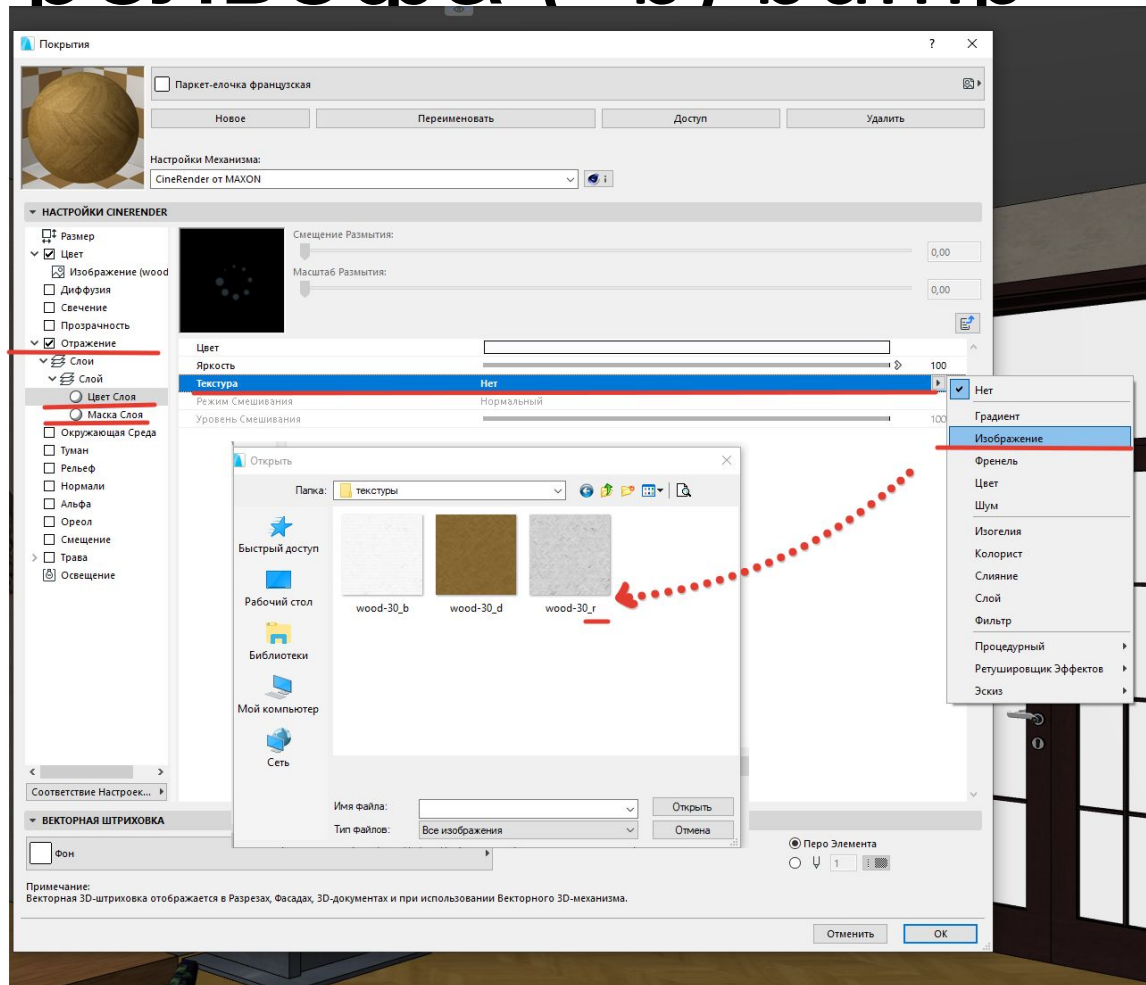 Покрытия
? ×
Паркет-елочка французская
Новое Переименовать Доступ Удалить
Настройки Механизма:
CineRender от MAXON
i
НАСТРОЙКИ CINERENDER
Размер
Цвет
Изображение (wood
Диффузия
Свечение
Прозрачность
Отражение
Слои
Слой
Цвет Слоя
Маска Слоя
Окружающая Среда
Туман
Рельеф
Нормали
Альфа
Ореол
Смещение
Трава
Освещение
Соответствие Настроек...
Смещение Размытия:
0,00
Масштаб Размытия:
0,00
Цвет
Яркость 100
Текстура Нет
Режим Смешивания Нормальный
Уровень Смешивания 100
Нет
Градиент
Изображение
Френель
Цвет
Шум
Изогелия
Колорист
Слияние
Слой
Фильтр
Процедурный
Ретушировщик Эффектов
Эскиз
Открыть
Папка: текстуры
Быстрый доступ
Рабочий стол
Библиотеки
Мой компьютер
Сеть
wood-30_b wood-30_d wood-30_r
Имя файла: Открыть
Тип файлов: Все изображения Отмена
ВЕКТОРНАЯ ШТРИХОВКА
Фон
Перо Элемента
1
Примечание:
Векторная 3D-штриховка отображается в Разрезах, Фасадах, 3D-документах и при использовании Векторного 3D-механизма.
Отменить OK